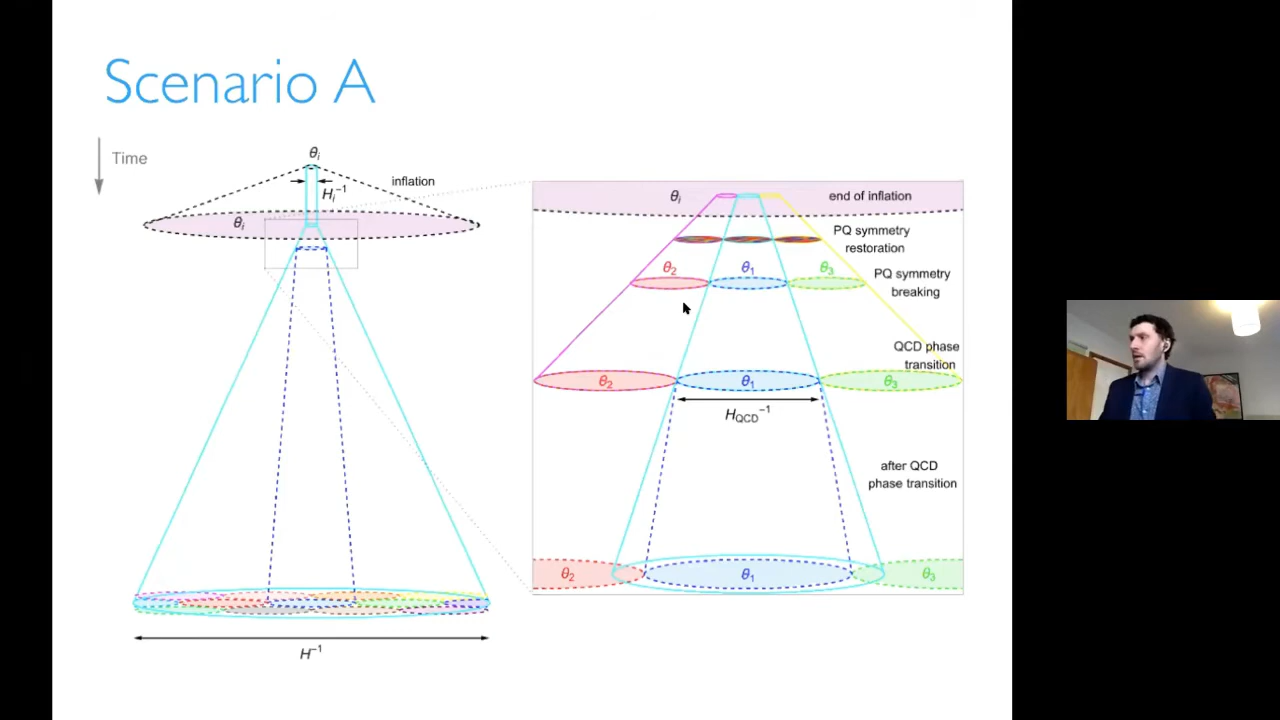 Scenario A
Time
θi
inflation
Hi⁻¹
θi
H⁻¹
θi
end of inflation
PQ symmetry
restoration
θ2
θ1
θ3
PQ symmetry
breaking
QCD phase
transition
θ2
θ1
θ3
HQCD⁻¹
after QCD
phase transition
θ2
θ1
θ3